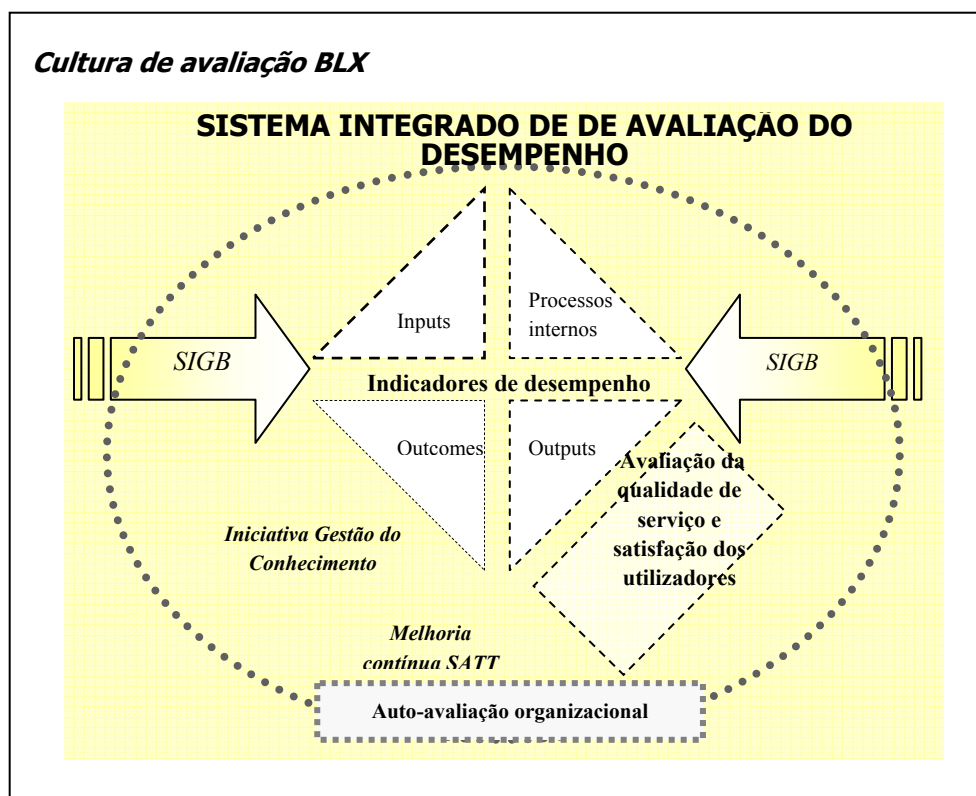 Cultura de avaliação BLX
SISTEMA INTEGRADO DE DE AVALIAÇÃO DO
DESEMPENHO
Inputs
Processos
internos
SIGB
SIGB
Indicadores de desempenho
Outcomes
Outputs
Avaliação da
qualidade de
serviço e
satisfação dos
utilizadores
Iniciativa Gestão do
Conhecimento
Melhoria
contínua SATT
Auto-avaliação organizacional